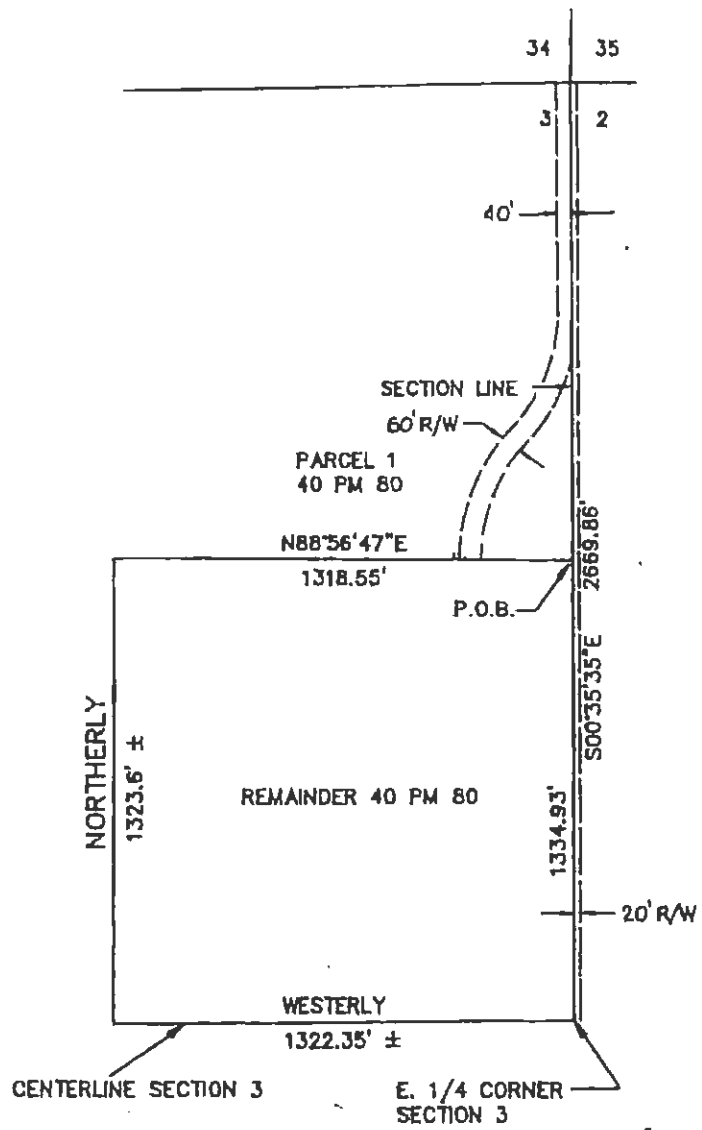 34 35
3 2
40'
SECTION LINE
60' R/W
PARCEL 1
40 PM 80
N88°56'47"E
1318.55'
2669.86'
P.O.B.
S00°35'35"E
NORTHERLY
1323.6' ±
REMAINDER 40 PM 80
1334.93'
20' R/W
WESTERLY
1322.35' ±
CENTERLINE SECTION 3
E. 1/4 CORNER
SECTION 3